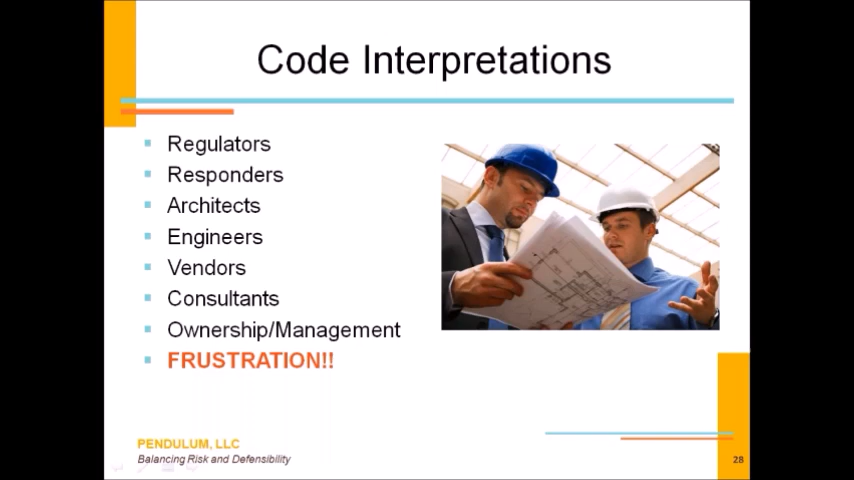 Code Interpretations
Regulators
Responders
Architects
Engineers
Vendors
Consultants
Ownership/Management
FRUSTRATION!!
PENDULUM, LLC
Balancing Risk and Defensibility
28